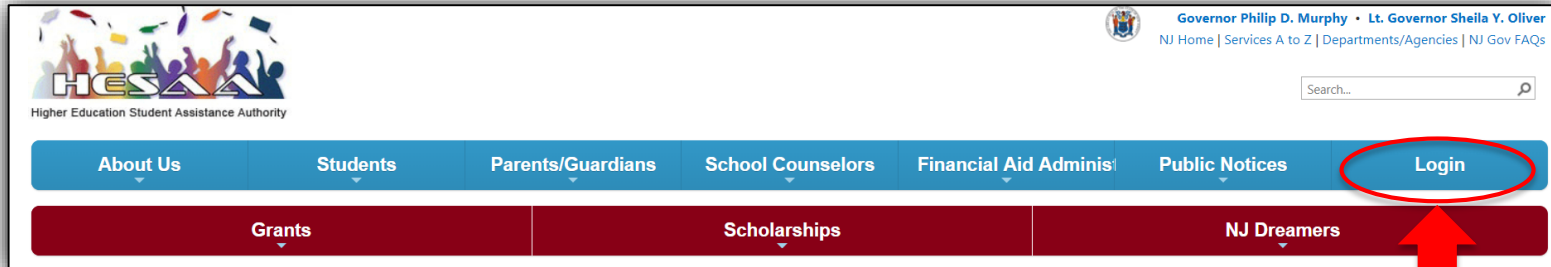 HESAA
Higher Education Student Assistance Authority
Governor Philip D. Murphy • Lt. Governor Sheila Y. Oliver
NJ Home | Services A to Z | Departments/Agencies | NJ Gov FAQs
Search...
About Us Students Parents/Guardians School Counselors Financial Aid Administ Public Notices Login
Grants Scholarships NJ Dreamers